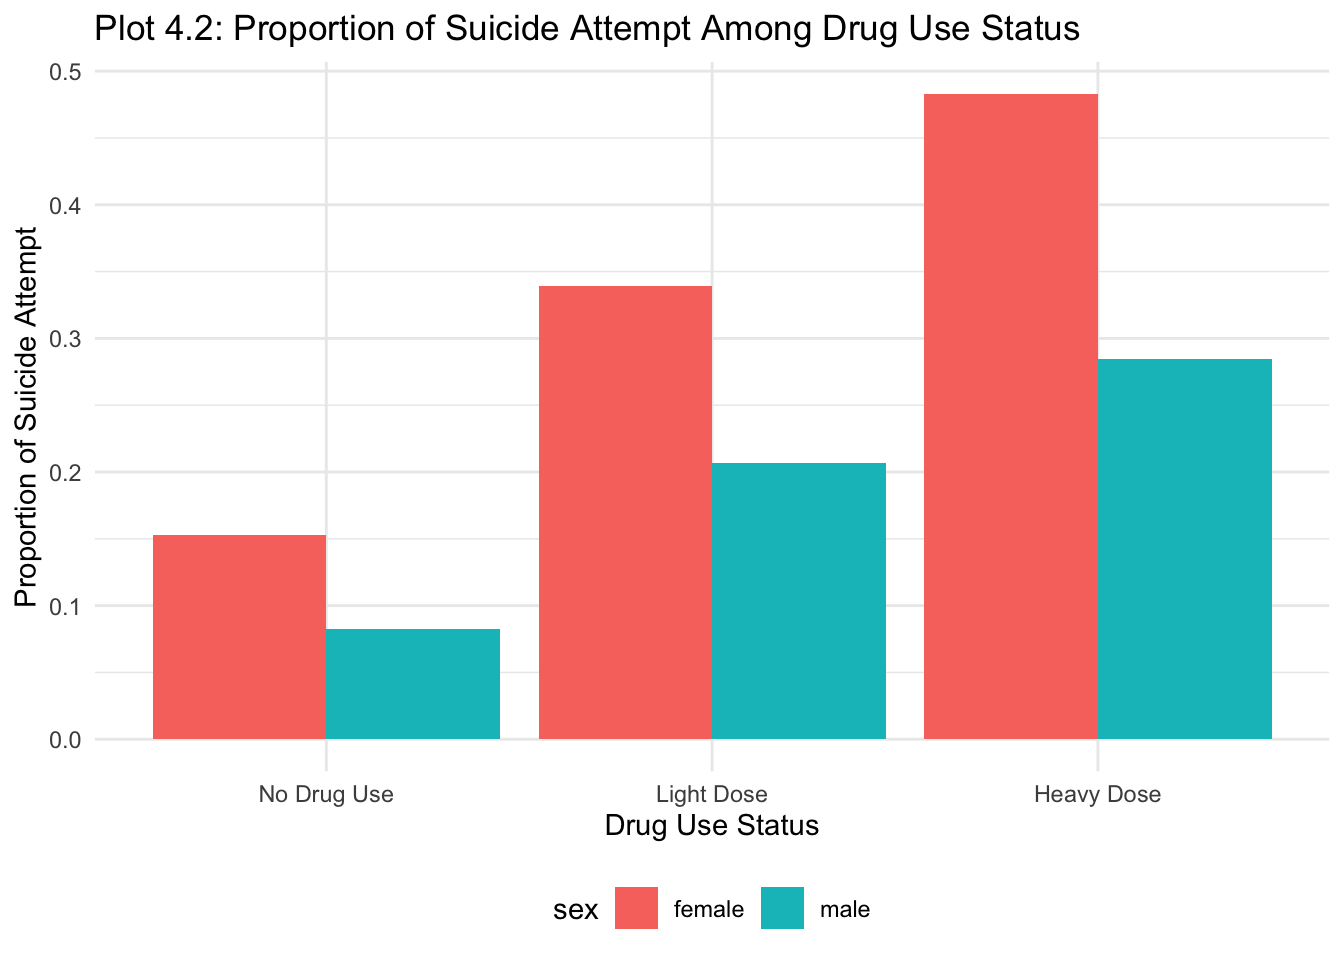 Plot 4.2: Proportion of Suicide Attempt Among Drug Use Status
Proportion of Suicide Attempt
0.5
0.4
0.3
0.2
0.1
0.0
No Drug Use Light Dose Heavy Dose
Drug Use Status
sex female male